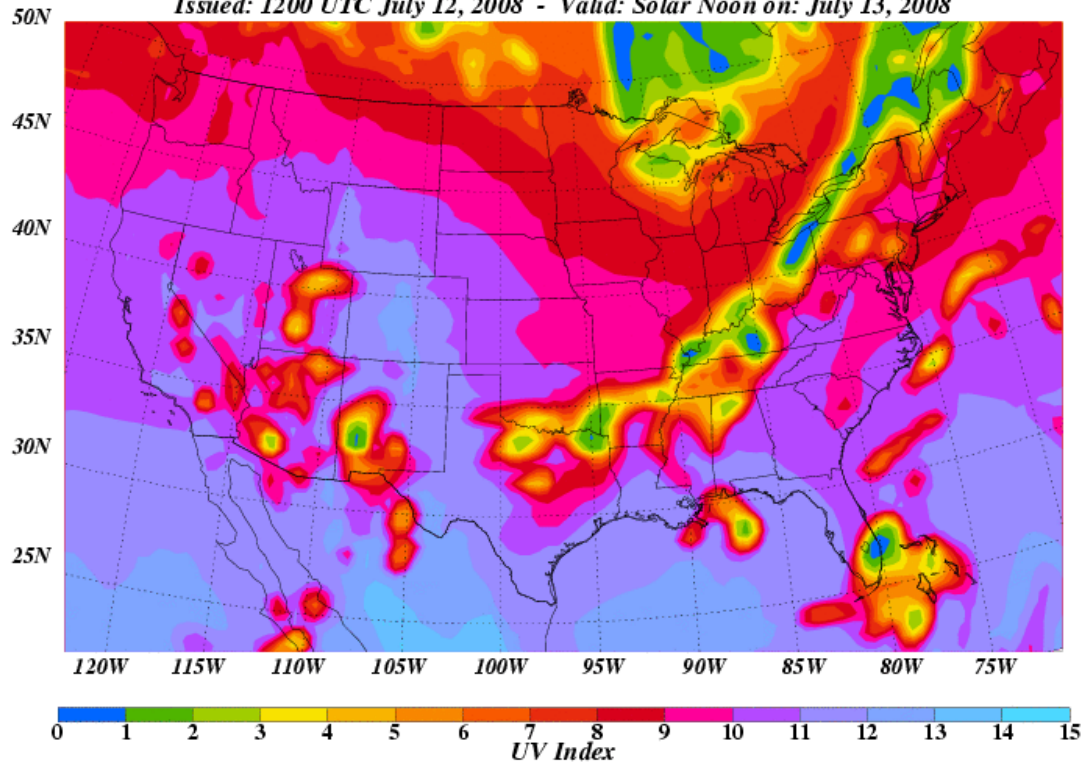 Issued: 1200 UTC July 12, 2008 - Valid: Solar Noon on: July 13, 2008
50N
45N
40N
35N
30N
25N
120W 115W 110W 105W 100W 95W 90W 85W 80W 75W
0 1 2 3 4 5 6 7 8 9 10 11 12 13 14 15
UV Index